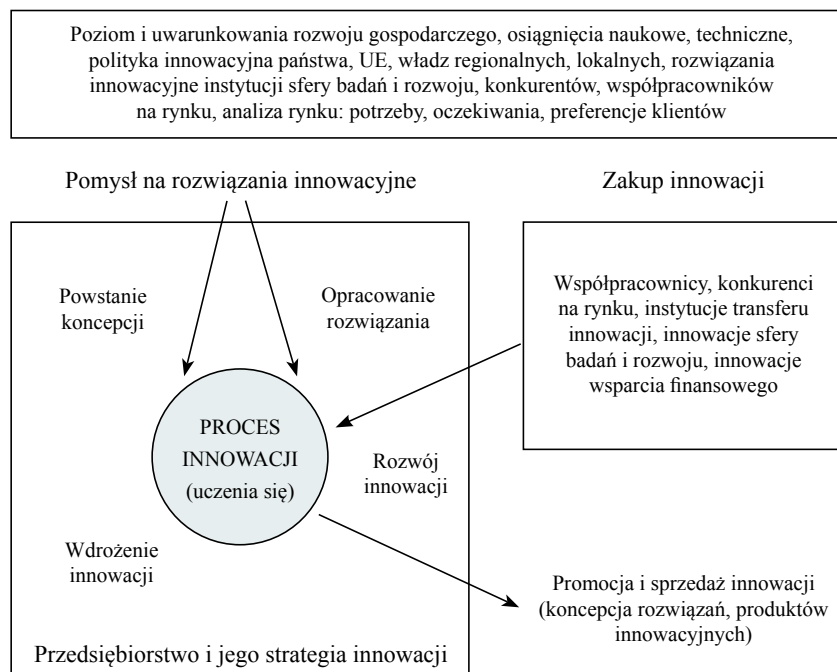 Poziom i uwarunkowania rozwoju gospodarczego, osiągnięcia naukowe, techniczne,
polityka innowacyjna państwa, UE, władz regionalnych, lokalnych, rozwiązania
innowacyjne instytucji sfery badań i rozwoju, konkurentów, współpracowników
na rynku, analiza rynku: potrzeby, oczekiwania, preferencje klientów
Pomysł na rozwiązania innowacyjne
Zakup innowacji
Powstanie
koncepcji
Opracowanie
rozwiązania
Współpracownicy, konkurenci
na rynku, instytucje transferu
innowacji, innowacje sfery
badań i rozwoju, innowacje
wsparcia finansowego
PROCES
INNOWACJI
(uczenia się)
Rozwój
innowacji
Wdrożenie
innowacji
Promocja i sprzedaż innowacji
(koncepcja rozwiązań, produktów
innowacyjnych)
Przedsiębiorstwo i jego strategia innowacji